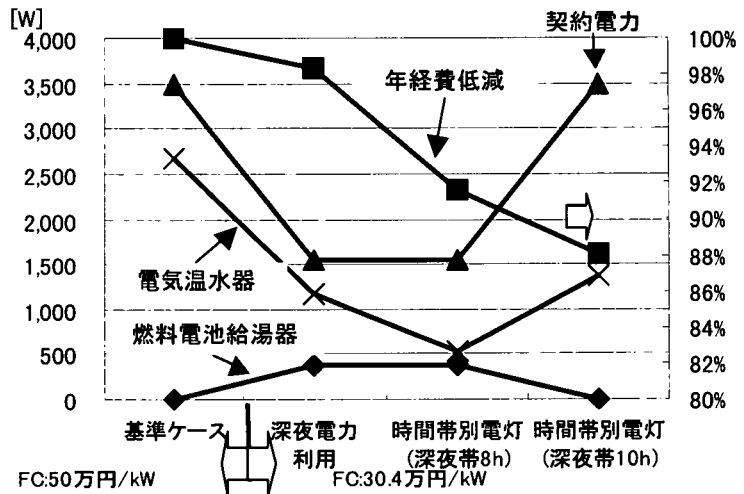 [W]
契約電力
4,000
3,500
3,000
2,500
2,000
1,500
1,000
500
0
100%
98%
96%
94%
92%
90%
88%
86%
84%
82%
80%
年経費低減
電気温水器
燃料電池給湯器
基準ケース
深夜電力
利用
時間帯別電灯
(深夜帯8h)
時間帯別電灯
(深夜帯10h)
FC:50万円/kW
FC:30.4万円/kW